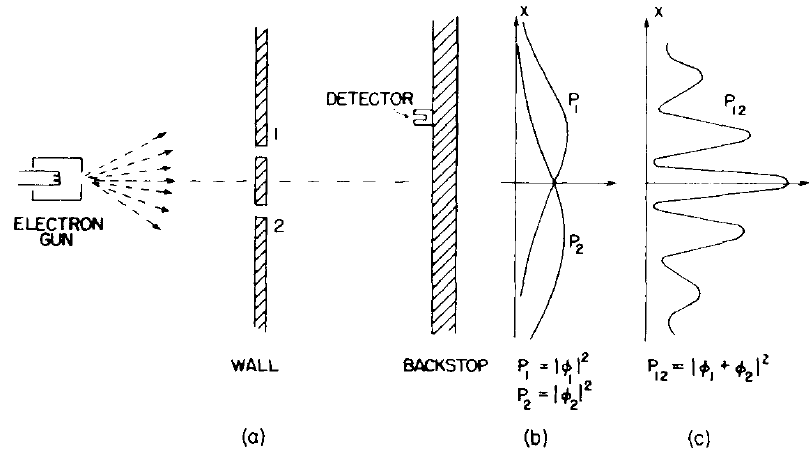 X
X
1
P₁
P₁₂
DETECTOR
ELECTRON
GUN
2
P₂
WALL
BACKSTOP
P₁ = |ϕ₁|²
P₂ = |ϕ₂|²
P₁₂ = |ϕ₁ + ϕ₂|²
(a)
(b)
(c)